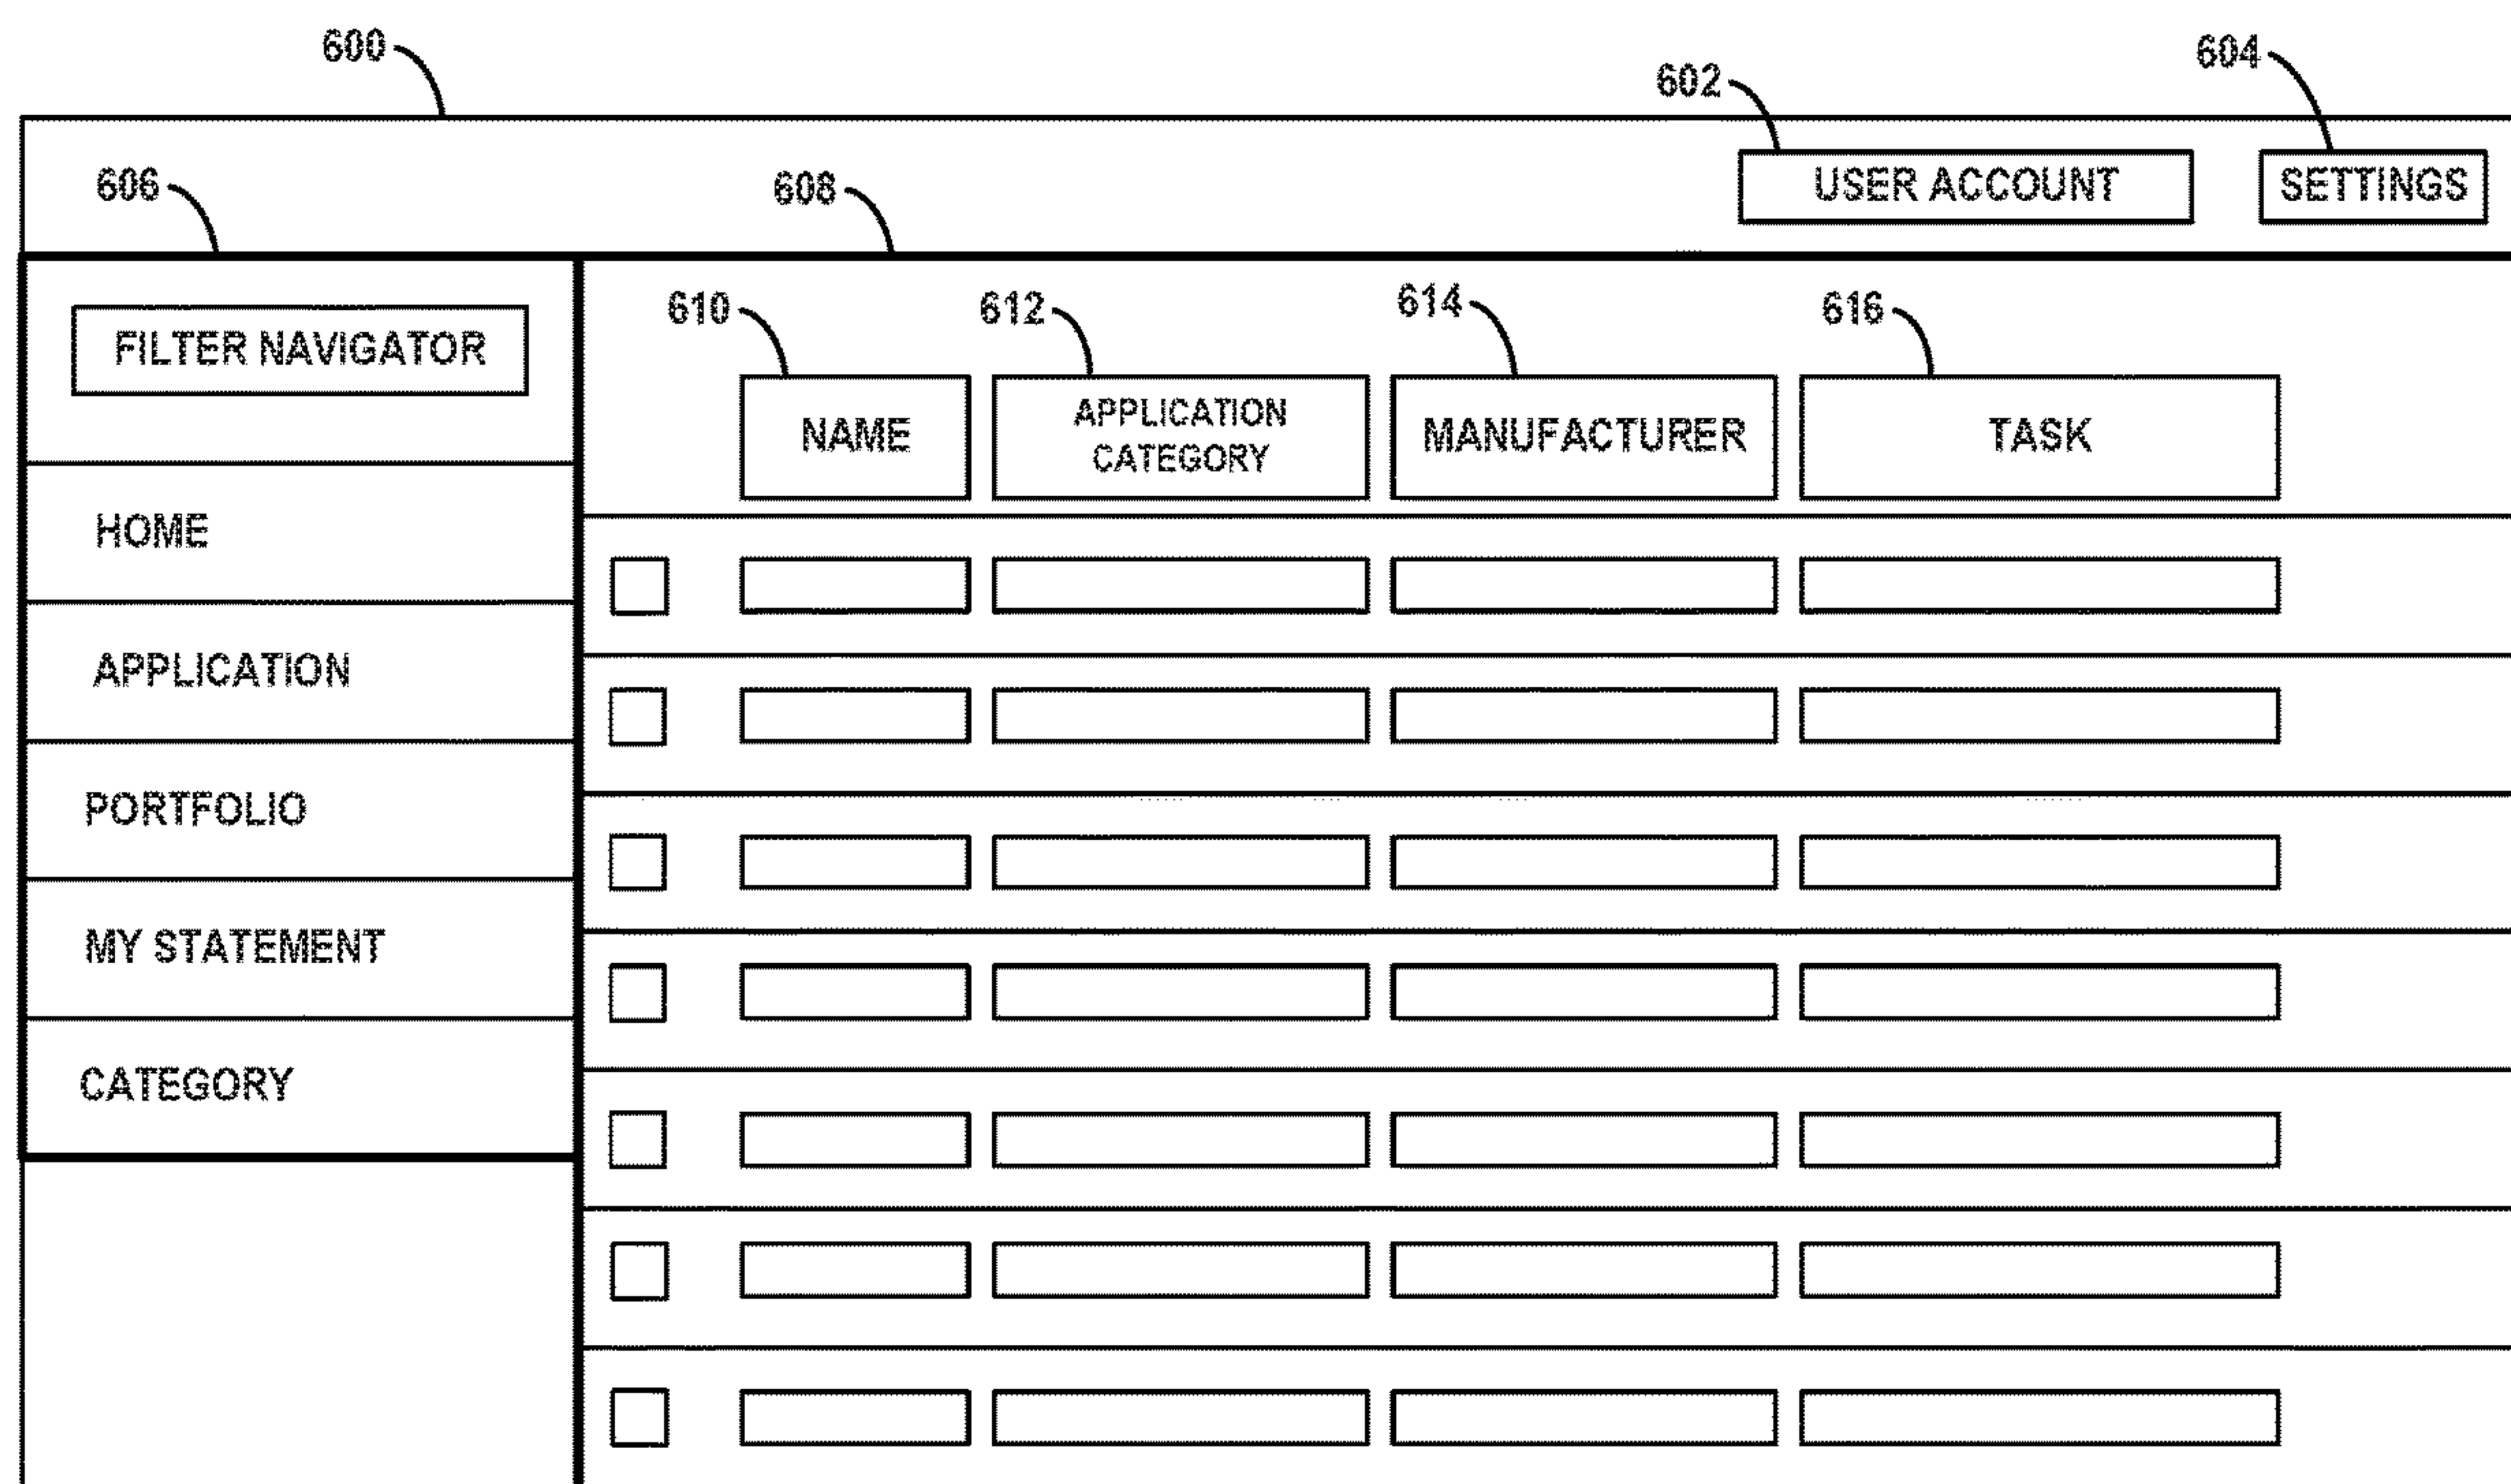 600
602
604
USER ACCOUNT
SETTINGS
606
608
FILTER NAVIGATOR
HOME
APPLICATION
PORTFOLIO
MY STATEMENT
CATEGORY
610
612
614
616
NAME
APPLICATION
CATEGORY
MANUFACTURER
TASK